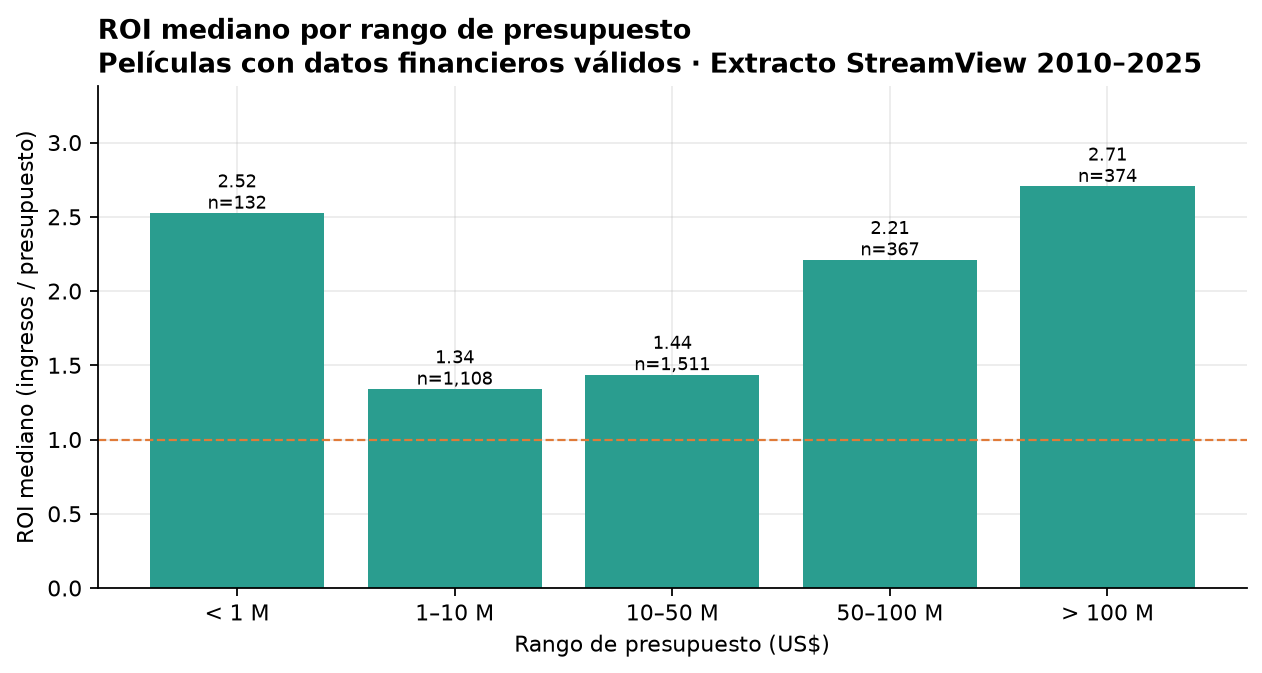 ROI mediano por rango de presupuesto
Películas con datos financieros válidos · Extracto StreamView 2010–2025
ROI mediano (ingresos / presupuesto)
3.0
2.5
2.0
1.5
1.0
0.5
0.0
2.52
n=132
1.34
n=1,108
1.44
n=1,511
2.21
n=367
2.71
n=374
< 1 M
1–10 M
10–50 M
50–100 M
> 100 M
Rango de presupuesto (US$)